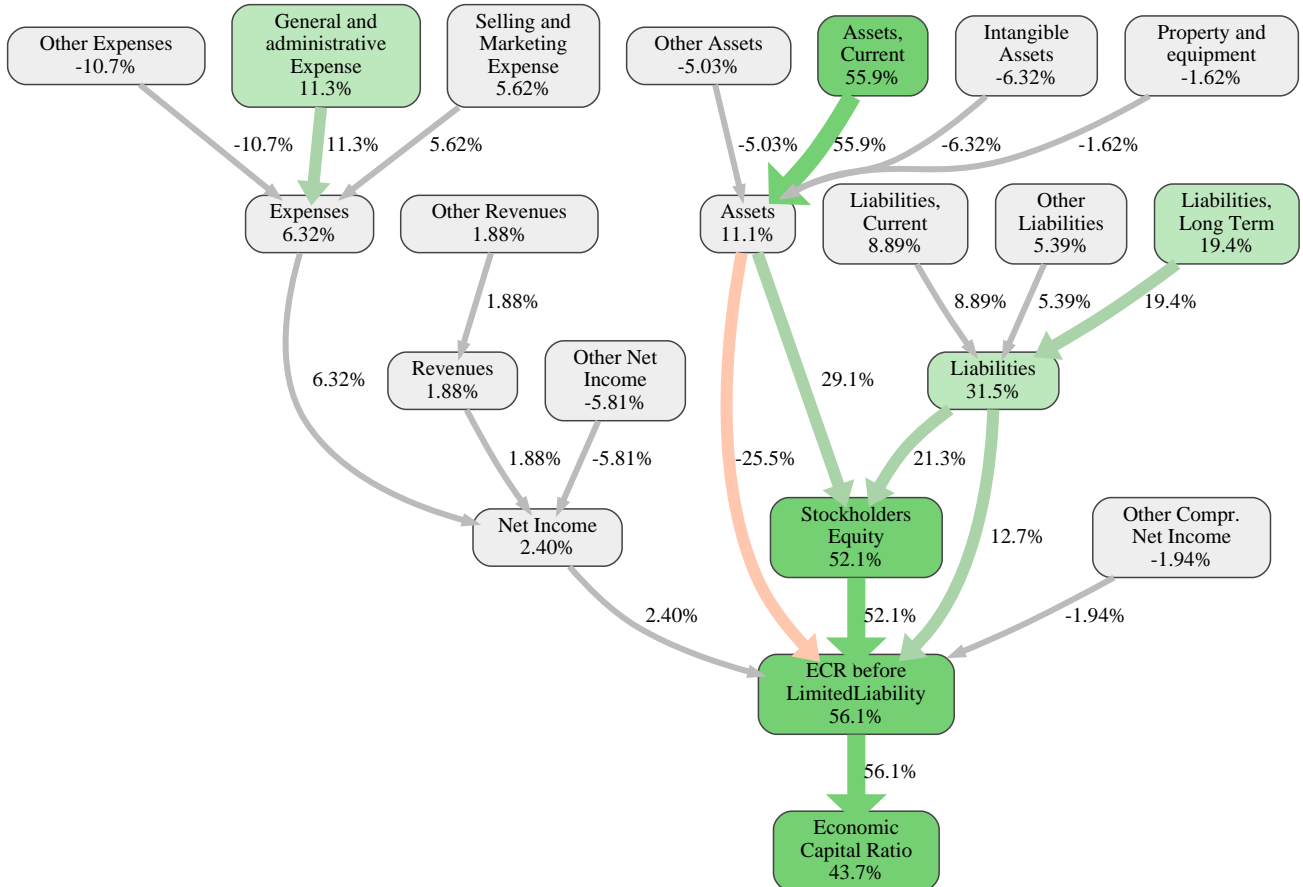 Other Expenses
-10.7%
General and
administrative
Expense
11.3%
Selling and
Marketing
Expense
5.62%
Other Assets
-5.03%
Assets,
Current
55.9%
Intangible
Assets
-6.32%
Property and
equipment
-1.62%
-10.7%
11.3%
5.62%
-5.03%
55.9%
-6.32%
-1.62%
Expenses
6.32%
Other Revenues
1.88%
Assets
11.1%
Liabilities,
Current
8.89%
Other
Liabilities
5.39%
Liabilities,
Long Term
19.4%
1.88%
8.89%
5.39%
19.4%
6.32%
Revenues
1.88%
Other Net
Income
-5.81%
29.1%
Liabilities
31.5%
1.88%
-5.81%
-25.5%
21.3%
Net Income
2.40%
Stockholders
Equity
52.1%
12.7%
Other Compr.
Net Income
-1.94%
2.40%
52.1%
-1.94%
ECR before
LimitedLiability
56.1%
56.1%
Economic
Capital Ratio
43.7%